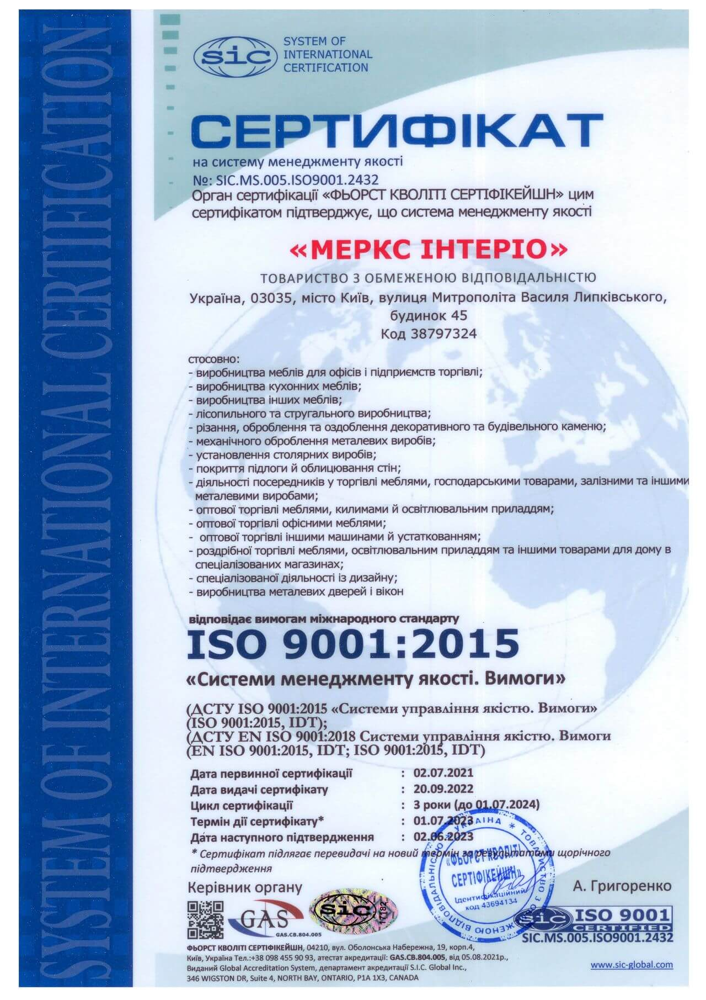 SYSTEM OF INTERNATIONAL CERTIFICATION
sic
SYSTEM OF
INTERNATIONAL
CERTIFICATION
СЕРТИФІКАТ
на систему менеджменту якості
№: SIC.MS.005.ISO9001.2432
Орган сертифікації «ФЬОРСТ КВОЛІТІ СЕРТІФІКЕЙШН» цим
сертифікатом підтверджує, що система менеджменту якості
«МЕРКС ІНТЕРІО»
ТОВАРИСТВО З ОБМЕЖЕНОЮ ВІДПОВІДАЛЬНІСТЮ
Україна, 03035, місто Київ, вулиця Митрополіта Василя Липківського,
будинок 45
Код 38797324
стосовно:
- виробництва меблів для офісів і підприємств торгівлі;
- виробництва кухонних меблів;
- виробництва інших меблів;
- лісопильного та стругального виробництва;
- різання, оброблення та оздоблення декоративного та будівельного каменю;
- механічного оброблення металевих виробів;
- установлення столярних виробів;
- покриття підлоги й облицювання стін;
- діяльності посередників у торгівлі меблями, господарськими товарами, залізними та іншими
металевими виробами;
- оптової торгівлі меблями, килимами й освітлювальним приладдям;
- оптової торгівлі офісними меблями;
- оптової торгівлі іншими машинами й устаткованням;
- роздрібної торгівлі меблями, освітлювальним приладдям та іншими товарами для дому в
спеціалізованих магазинах;
- спеціалізованої діяльності із дизайну;
- виробництва металевих дверей і вікон
відповідає вимогам міжнародного стандарту
ISO 9001:2015
«Системи менеджменту якості. Вимоги»
(ДСТУ ISO 9001:2015 «Системи управління якістю. Вимоги»
(ISO 9001:2015, IDT);
(ДСТУ EN ISO 9001:2018 Системи управління якістю. Вимоги
(EN ISO 9001:2015, IDT; ISO 9001:2015, IDT)
Дата первинної сертифікації : 02.07.2021
Дата видачі сертифікату : 20.09.2022
Цикл сертифікації : 3 роки (до 01.07.2024)
Термін дії сертифікату* : 01.07.2023
Дата наступного підтвердження : 02.06.2023
* Сертифікат підлягає перевидачі на новий термін за результатами щорічного
підтвердження
Керівник органу
А. Григоренко
* УКРАЇНА * ТОВАРИСТВО З ОБМЕЖЕНОЮ ВІДПОВІДАЛЬНІСТЮ
«ФЬОРСТ КВОЛІТІ
СЕРТІФІКЕЙШН»
Ідентифікаційний
код 43694134
GAS
GAS.CB.804.005
sic
17182
sic ISO 9001
CERTIFIED
SIC.MS.005.ISO9001.2432
ФЬОРСТ КВОЛІТІ СЕРТІФІКЕЙШН, 04210, вул. Оболонська Набережна, 19, корп.4,
Київ, Україна Тел.:+38 098 455 90 93, атестат акредитації: GAS.CB.804.005, від 05.08.2021р.,
Виданий Global Accreditation System, департамент акредитації S.I.C. Global Inc.,
346 WIGSTON DR, Suite 4, NORTH BAY, ONTARIO, P1A 1X3, CANADA
www.sic-global.com